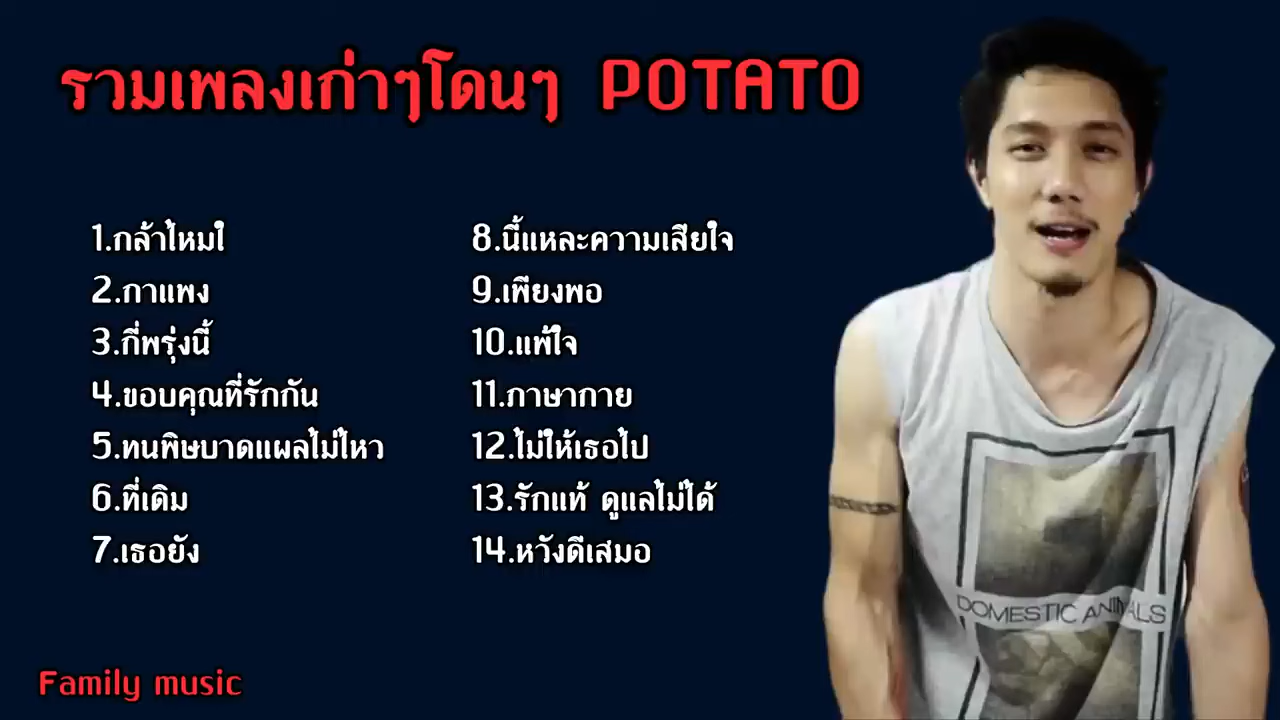 รวมเพลงเก่าๆโดนๆ POTATO
1.กล้าไหมใ
2.กาแพง
3.กี่พรุ่งนี้
4.ขอบคุณที่รักกัน
5.ทนพิษบาดแผลไม่ไหว
6.ที่เดิม
7.เธอยัง
8.นี้แหละความเสียใจ
9.เพียงพอ
10.แพ้ใจ
11.ภาษากาย
12.ไม่ให้เธอไป
13.รักแท้ ดูแลไม่ได้
14.หวังดีเสมอ
DOMESTIC ANIMALS
Family music